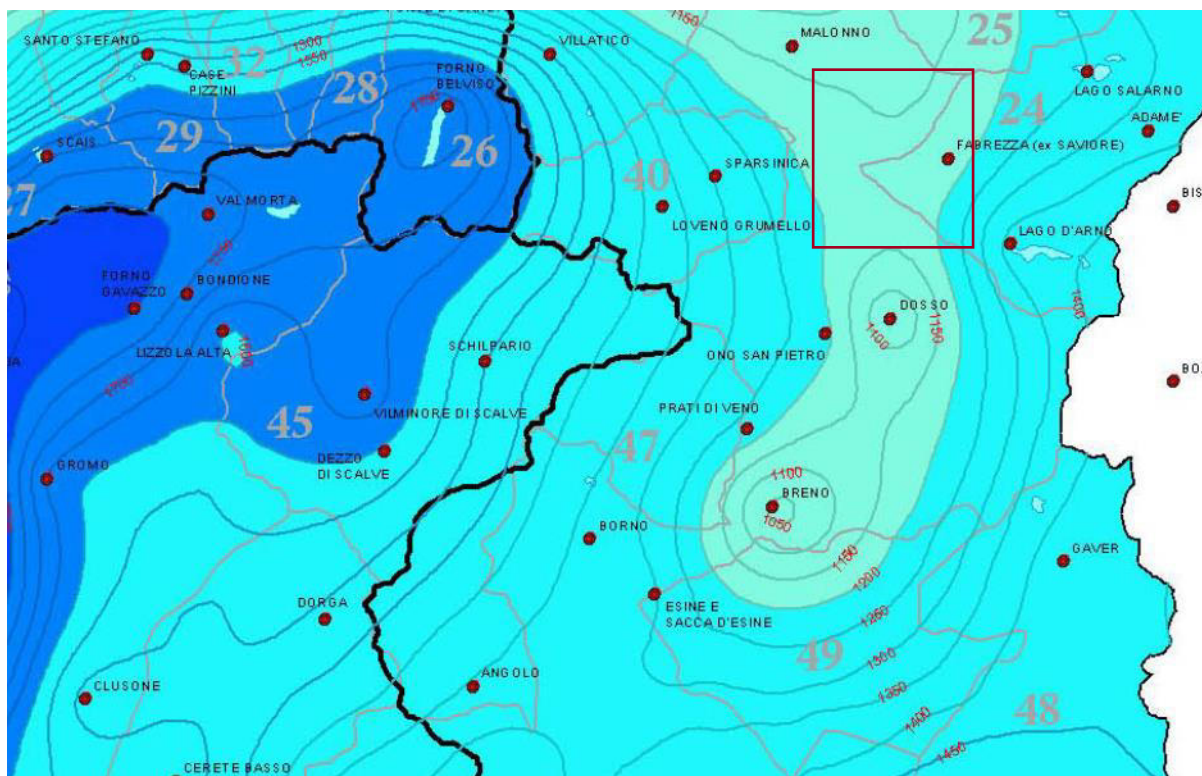 1150
25
SANTO STEFANO
32
1300
1550
VILLATICO
MALONNO
CASE
PIZZINI
28
FORNO
BELVISO
24
LAGO SALARNO
ADAME'
29
SCAIS
26
SPARSINICA
FABREZZA (ex SAVIORE)
40
27
VALMORTA
LOVENO GRUMELLO
BIS
LAGO D'ARNO
FORNO
GAVAZZO
BONDIONE
1400
DOSSO
1150
1100
LIZZOLA ALTA
SCHILPARIO
ONO SAN PIETRO
BO
1700
VILMINORE DI SCALVE
PRATI DI VENO
45
47
DEZZO
DI SCALVE
GROMO
1100
BRENO
1050
BORNO
1150
GAVER
1200
DORGA
ESINE E
SACCA D'ESINE
49
1300
1350
CLUSONE
ANGOLO
1400
48
1450
CERETE BASSO